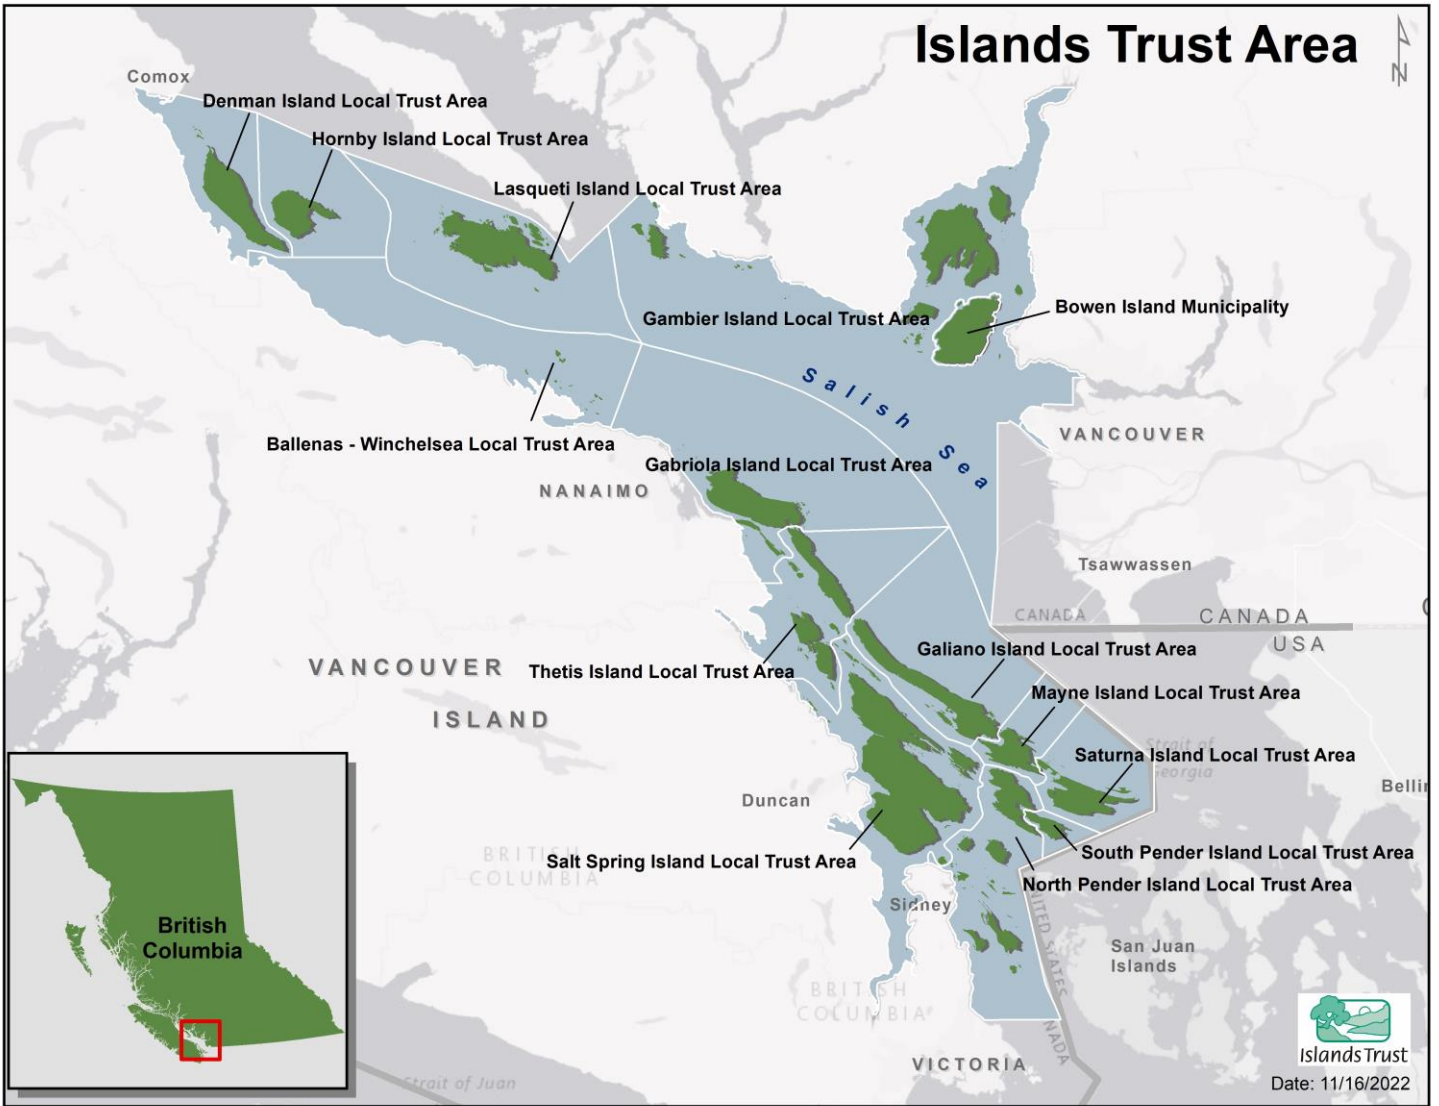 Islands Trust Area
N
Comox
Denman Island Local Trust Area
Hornby Island Local Trust Area
Lasqueti Island Local Trust Area
Gambier Island Local Trust Area
Bowen Island Municipality
Salish Sea
Ballenas - Winchelsea Local Trust Area
VANCOUVER
Gabriola Island Local Trust Area
NANAIMO
Tsawwassen
CANADA
CANADA
USA
Galiano Island Local Trust Area
VANCOUVER
ISLAND
Thetis Island Local Trust Area
Mayne Island Local Trust Area
Strait of
Georgia
Saturna Island Local Trust Area
Bellin
Duncan
South Pender Island Local Trust Area
Salt Spring Island Local Trust Area
BRITISH
COLUMBIA
North Pender Island Local Trust Area
Sidney
UNITED STATES
CANADA
San Juan
Islands
British
Columbia
BRITISH
COLUMBIA
VICTORIA
Strait of Juan
Islands Trust
Date: 11/16/2022